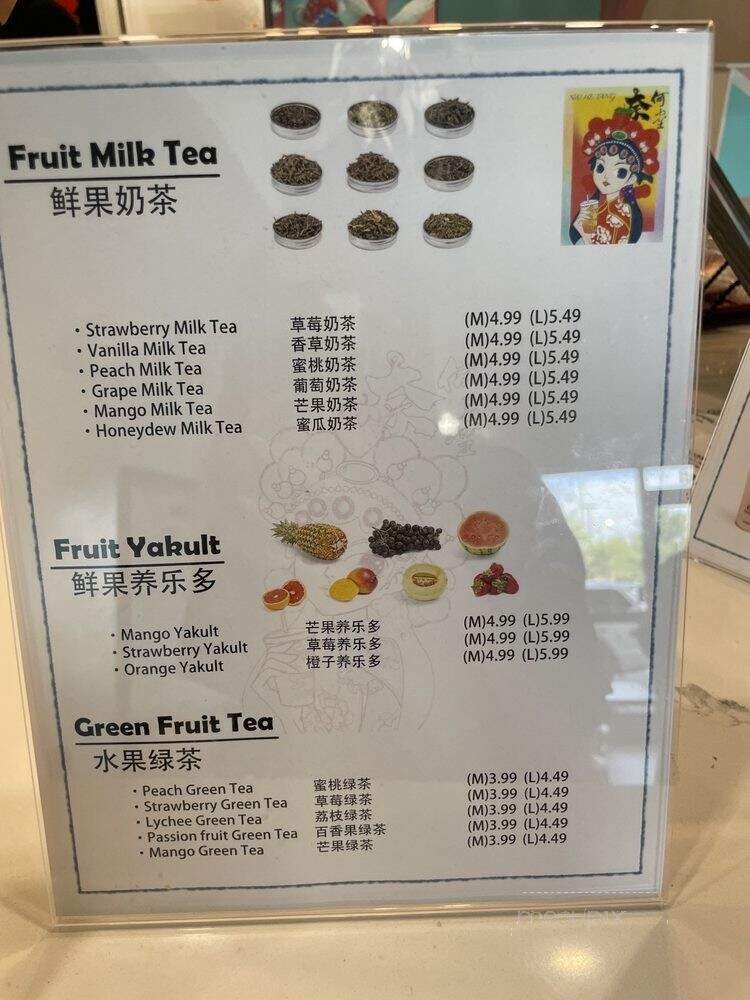 NAI HE TANG
奈何
Fruit Milk Tea
鲜果奶茶
· Strawberry Milk Tea 草莓奶茶 (M)4.99 (L)5.49
· Vanilla Milk Tea 香草奶茶 (M)4.99 (L)5.49
· Peach Milk Tea 蜜桃奶茶 (M)4.99 (L)5.49
· Grape Milk Tea 葡萄奶茶 (M)4.99 (L)5.49
· Mango Milk Tea 芒果奶茶 (M)4.99 (L)5.49
· Honeydew Milk Tea 蜜瓜奶茶 (M)4.99 (L)5.49
Fruit Yakult
鲜果养乐多
· Mango Yakult 芒果养乐多 (M)4.99 (L)5.99
· Strawberry Yakult 草莓养乐多 (M)4.99 (L)5.99
· Orange Yakult 橙子养乐多 (M)4.99 (L)5.99
Green Fruit Tea
水果绿茶
· Peach Green Tea 蜜桃绿茶 (M)3.99 (L)4.49
· Strawberry Green Tea 草莓绿茶 (M)3.99 (L)4.49
· Lychee Green Tea 荔枝绿茶 (M)3.99 (L)4.49
· Passion fruit Green Tea 百香果绿茶 (M)3.99 (L)4.49
· Mango Green Tea 芒果绿茶 (M)3.99 (L)4.49